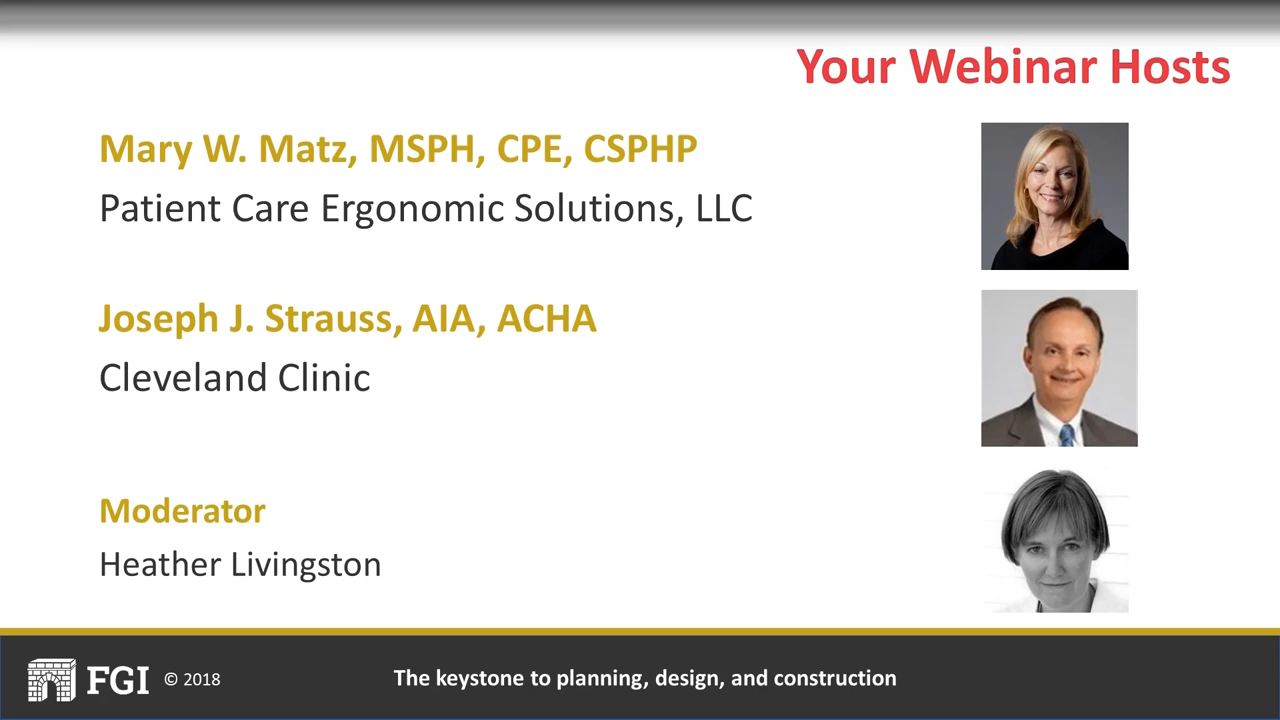 Your Webinar Hosts
Mary W. Matz, MSPH, CPE, CSPHP
Patient Care Ergonomic Solutions, LLC
Joseph J. Strauss, AIA, ACHA
Cleveland Clinic
Moderator
Heather Livingston
FGI © 2018 The keystone to planning, design, and construction